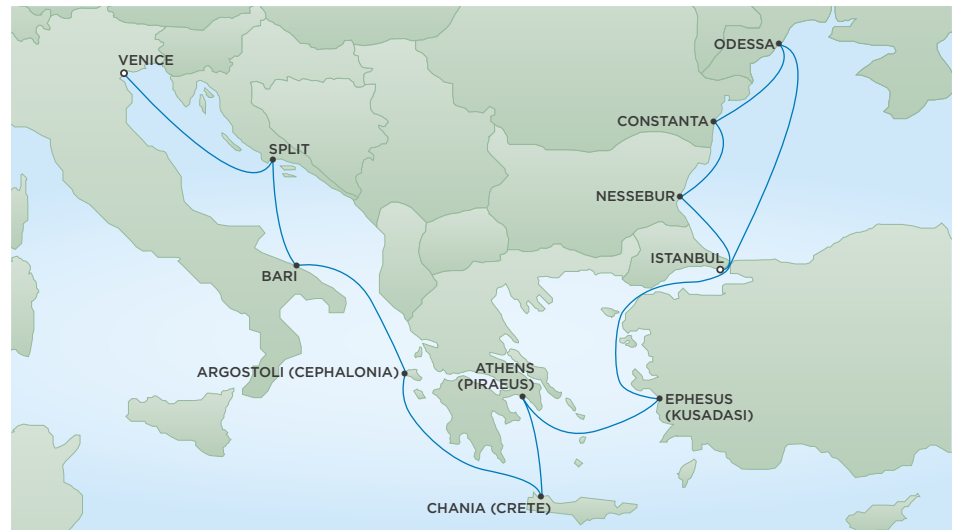 ODESSA
VENICE
CONSTANTA
SPLIT
NESSEBUR
ISTANBUL
BARI
ARGOSTOLI (CEPHALONIA)
ATHENS
(PIRAEUS)
EPHESUS
(KUSADASI)
CHANIA (CRETE)